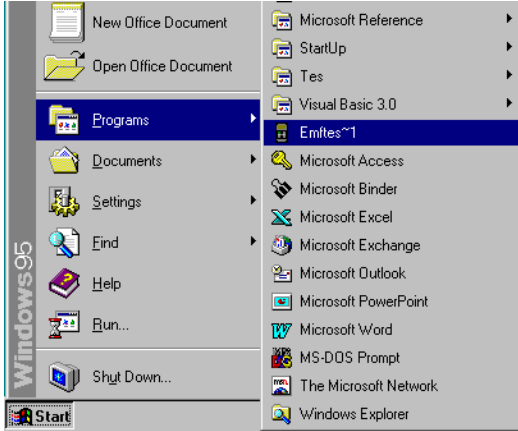 New Office Document
Open Office Document
Programs
Documents
Settings
Find
Help
Run...
Shut Down...
Windows95
Start
Microsoft Reference
StartUp
Tes
Visual Basic 3.0
Emftes~1
Microsoft Access
Microsoft Binder
Microsoft Excel
Microsoft Exchange
Microsoft Outlook
Microsoft PowerPoint
Microsoft Word
MS-DOS Prompt
The Microsoft Network
Windows Explorer